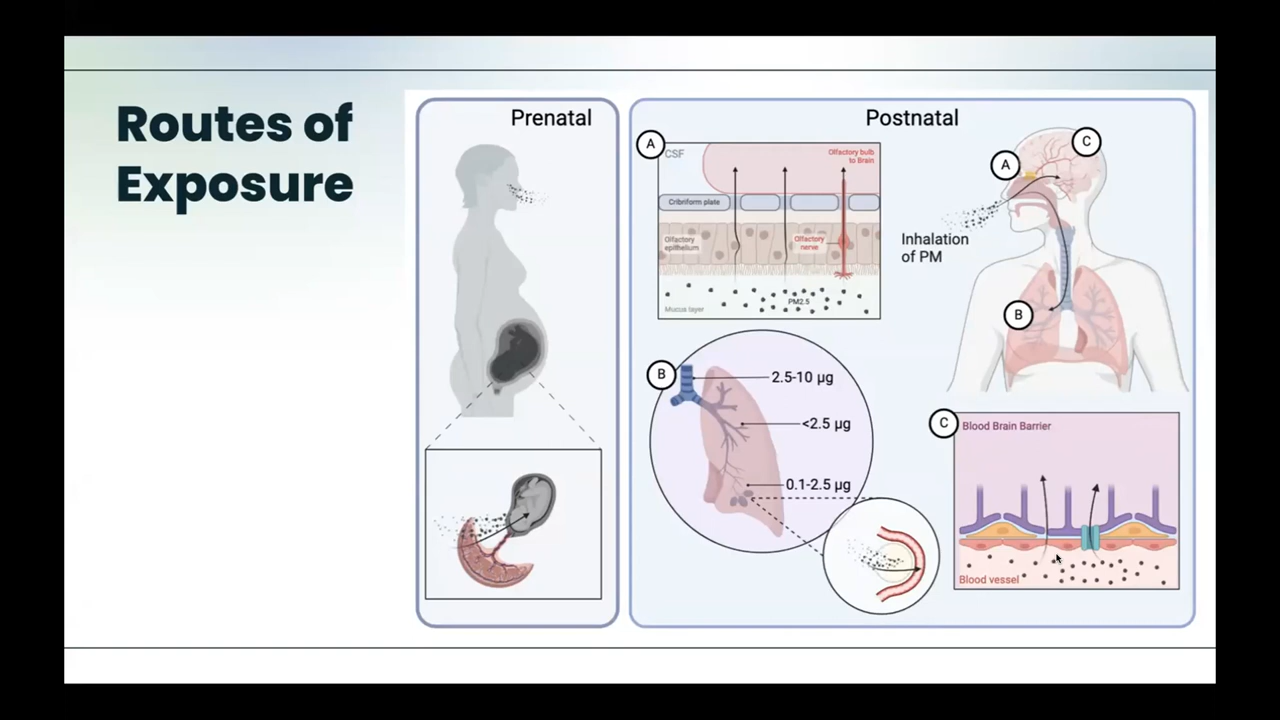 Routes of
Exposure
Prenatal
Postnatal
A
CSF
Olfactory bulb
to Brain
Cribriform plate
Olfactory
epithelium
Olfactory
nerve
PM2.5
Mucus layer
A
C
Inhalation
of PM
B
B
2.5-10 µg
<2.5 µg
0.1-2.5 µg
C
Blood Brain Barrier
Blood vessel